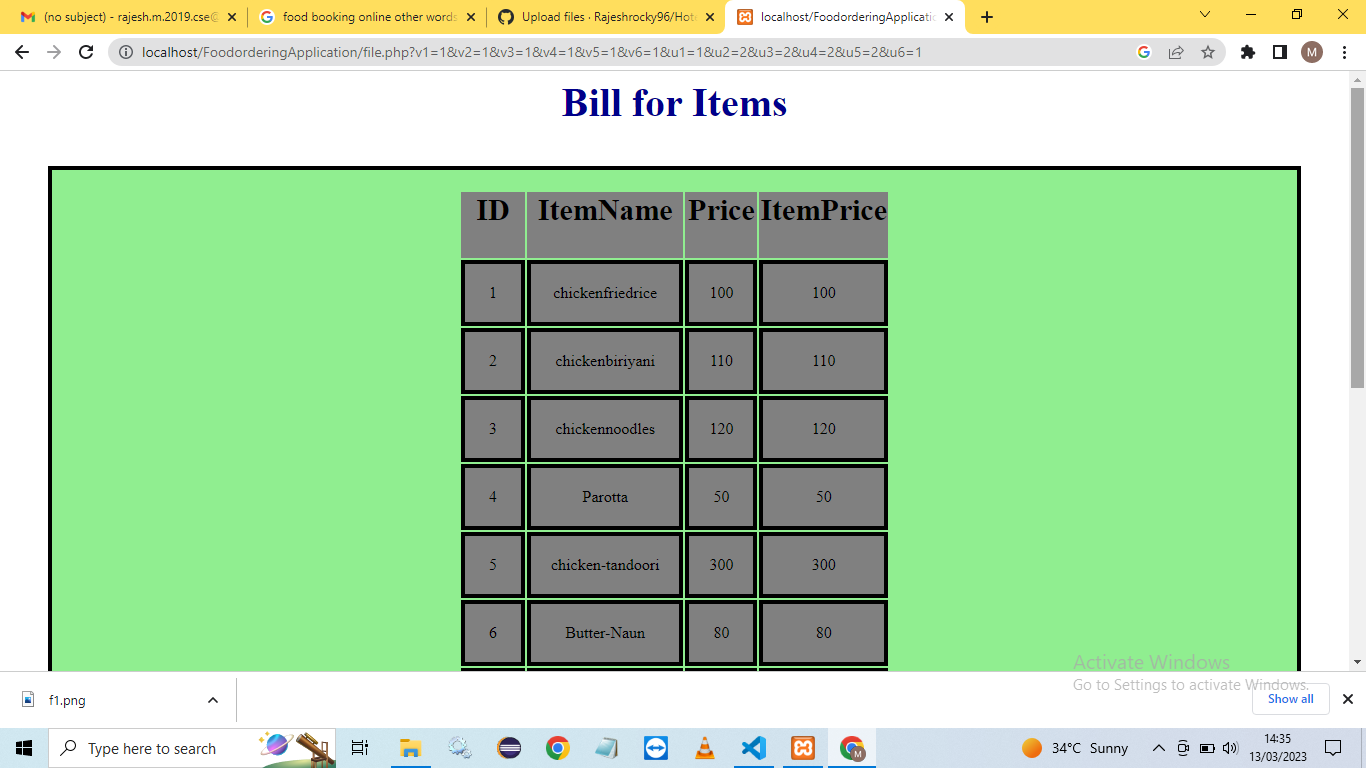 (no subject) - rajesh.m.2019.cse@
food booking online other words
Upload files · Rajeshrocky96/Hote
localhost/FoodorderingApplicatic
localhost/FoodorderingApplication/file.php?v1=1&v2=1&v3=1&v4=1&v5=1&v6=1&u1=1&u2=2&u3=2&u4=2&u5=2&u6=1
M
Bill for Items
ID ItemName Price ItemPrice
1 chickenfriedrice 100 100
2 chickenbiriyani 110 110
3 chickennoodles 120 120
4 Parotta 50 50
5 chicken-tandoori 300 300
6 Butter-Naun 80 80
Activate Windows
Go to Settings to activate Windows.
f1.png
Show all
Type here to search
M
34°C Sunny
14:35
13/03/2023